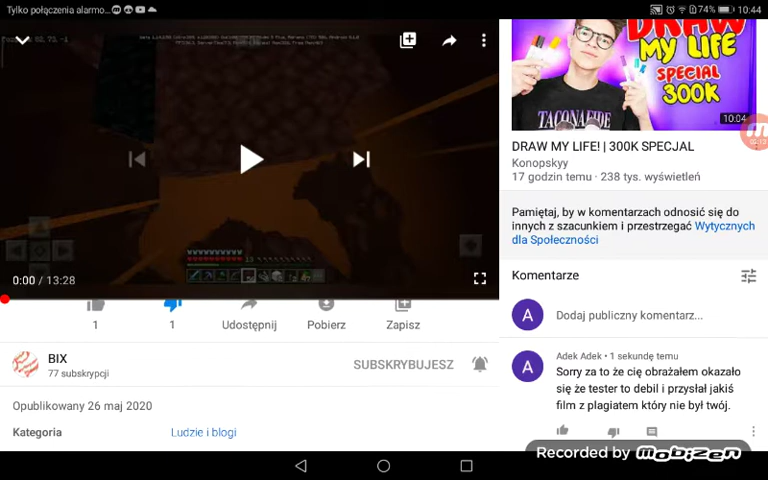 Tylko połączenia alarmo...
74% 10:44
0:00 / 13:28
1
1
Udostępnij
Pobierz
Zapisz
BIX
77 subskrypcji
SUBSKRYBUJESZ
Opublikowany 26 maj 2020
Kategoria
Ludzie i blogi
DRAW
MY LIFE
SPECIAL
300K
TACONAFIDE
10:04
DRAW MY LIFE! | 300K SPECJAL
Konopskyy
17 godzin temu · 238 tys. wyświetleń
Pamiętaj, by w komentarzach odnosić się do
innych z szacunkiem i przestrzegać Wytycznych
dla Społeczności
Komentarze
A
Dodaj publiczny komentarz...
A
Adek Adek • 1 sekundę temu
Sorry za to że cię obrażałem okazało
się że tester to debil i przysłał jakiś
film z plagiatem który nie był twój.
Recorded by mobizen